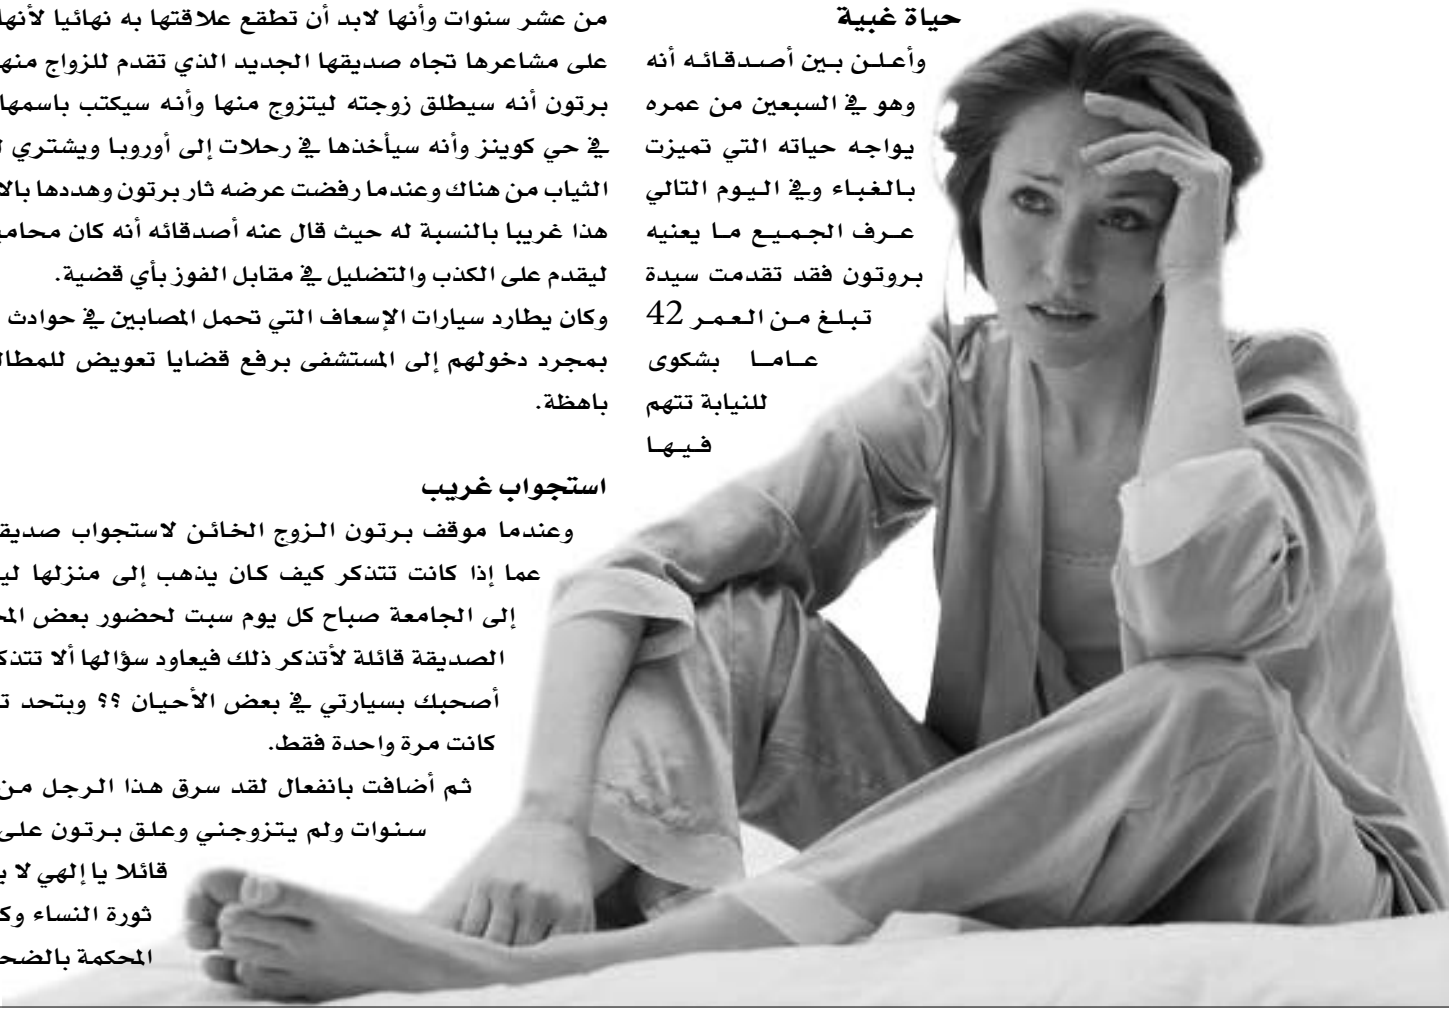 حياة غبية
وأعلن بين أصدقائه أنه
وهو في السبعين من عمره
يواجه حياته التي تميزت
بالغباء وفي اليوم التالي
عرف الجميع ما يعنيه
بروتون فقد تقدمت سيدة
تبلغ من العمر 42
عاما بشكوى
للنيابة تتهم
فيها
من عشر سنوات وأنها لابد أن تطقع علاقتها به نهائيا لأنها
على مشاعرها تجاه صديقها الجديد الذي تقدم للزواج منها
برتون أنه سيطلق زوجته ليتزوج منها وأنه سيكتب باسمها
في حي كوينز وأنه سيأخذها في رحلات إلى أوروبا ويشتري
الثياب من هناك وعندما رفضت عرضه ثار برتون وهددها
هذا غريبا بالنسبة له حيث قال عنه أصدقائه أنه كان
ليقدم على الكذب والتضليل في مقابل الفوز بأي قضية.
وكان يطارد سيارات الإسعاف التي تحمل المصابين في حوادث
بمجرد دخولهم إلى المستشفى برفع قضايا تعويض
باهظة.
استجواب غريب
وعندما موقف برتون الزوج الخائن لاستجواب
عما إذا كانت تتذكر كيف كان يذهب إلى منزلها
إلى الجامعة صباح كل يوم سبت لحضور بعض
الصديقة قائلة لأتذكر ذلك فيعاود سؤالها ألا
أصحبك بسيارتي في بعض الأحيان ؟؟ وبتحد
كانت مرة واحدة فقط.
ثم أضافت بانفعال لقد سرق هذا الرجل من
سنوات ولم يتزوجني وعلق برتون على
قائلا يا إلهي لا
ثورة النساء
المحكمة